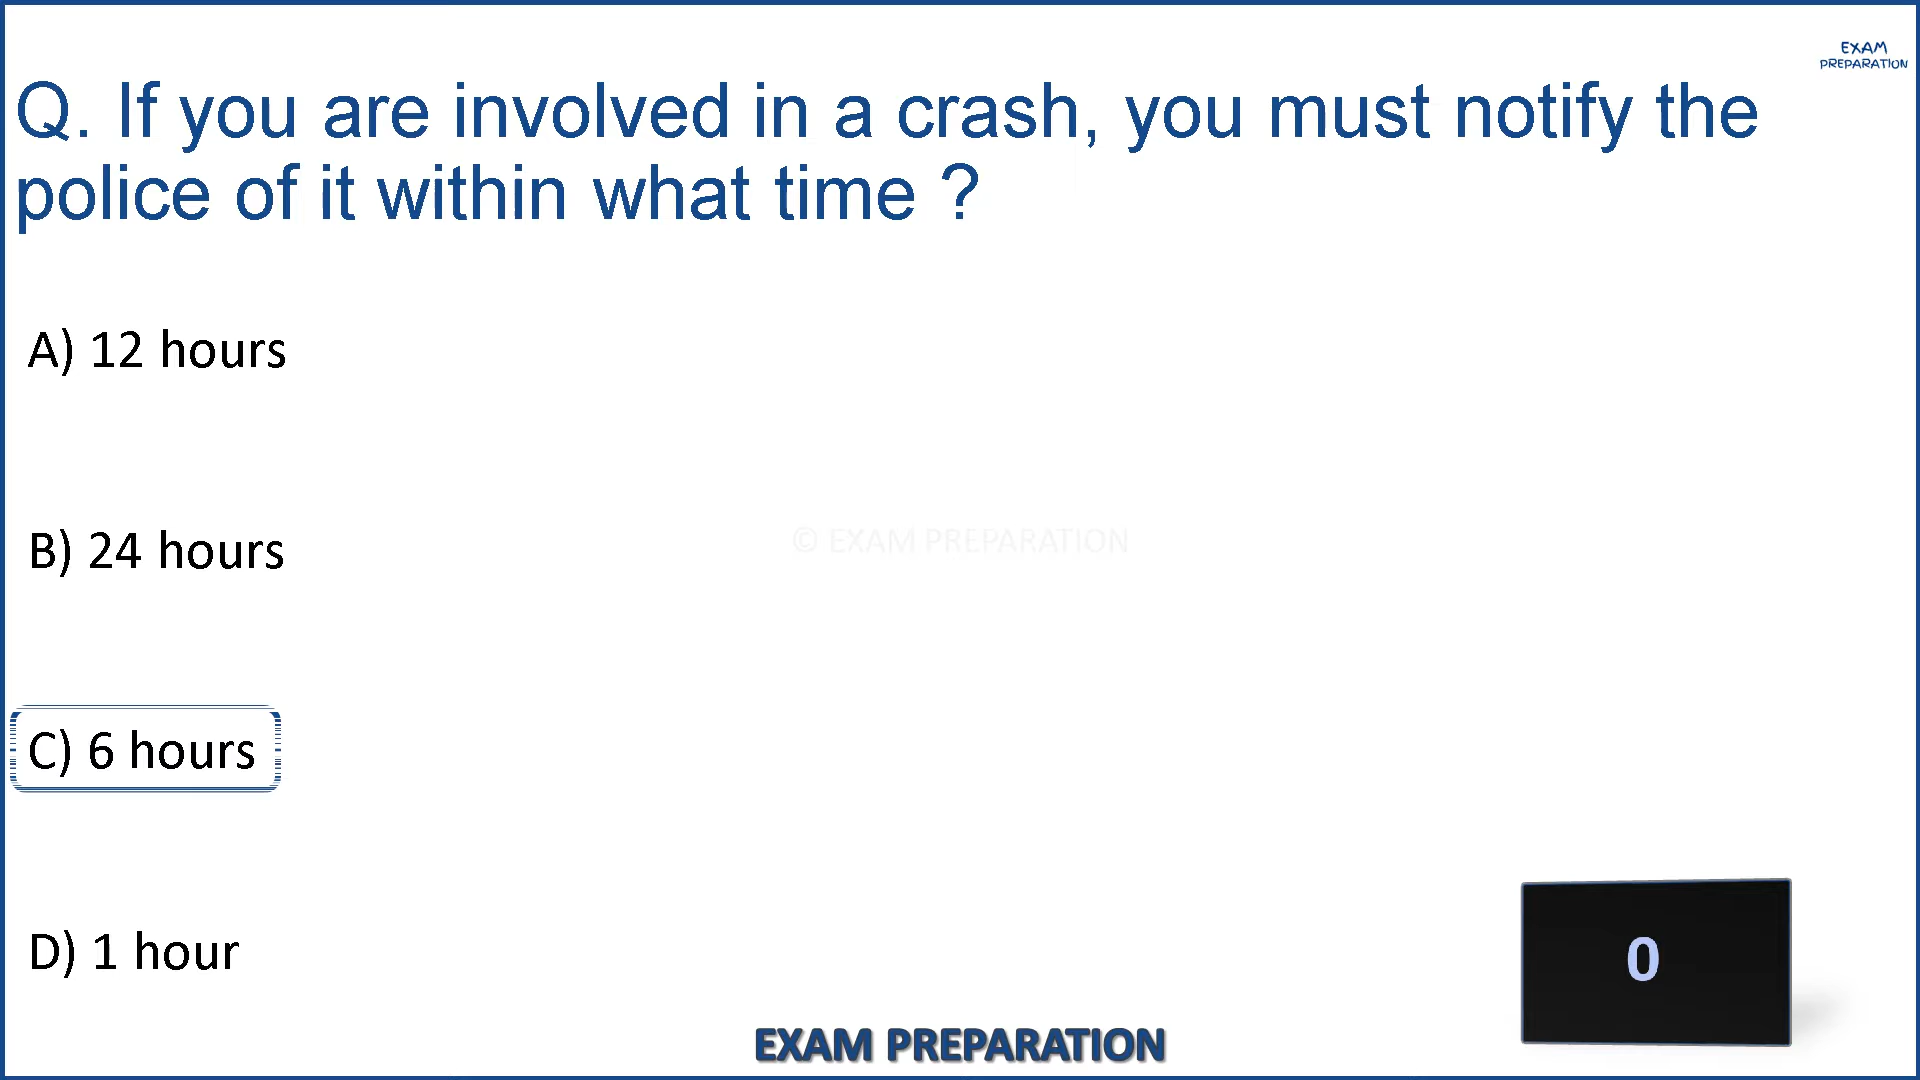 EXAM
PREPARATION
Q. If you are involved in a crash, you must notify the
police of it within what time ?
A) 12 hours
B) 24 hours
© EXAM PREPARATION
C) 6 hours
D) 1 hour
0
EXAM PREPARATION